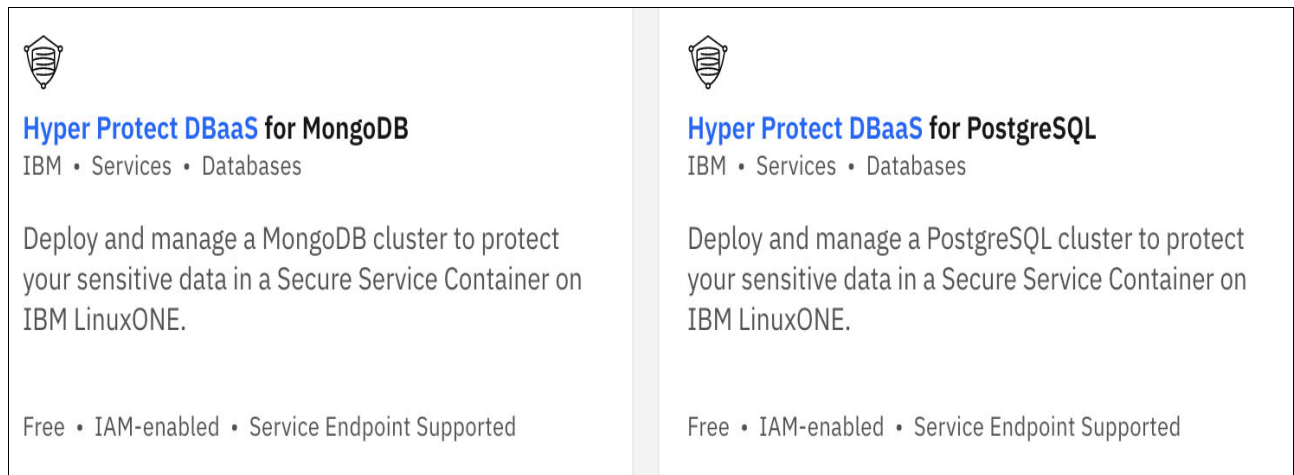 Hyper Protect DBaaS for MongoDB
IBM • Services • Databases
Deploy and manage a MongoDB cluster to protect
your sensitive data in a Secure Service Container on
IBM LinuxONE.
Free • IAM-enabled • Service Endpoint Supported
Hyper Protect DBaaS for PostgreSQL
IBM • Services • Databases
Deploy and manage a PostgreSQL cluster to protect
your sensitive data in a Secure Service Container on
IBM LinuxONE.
Free • IAM-enabled • Service Endpoint Supported